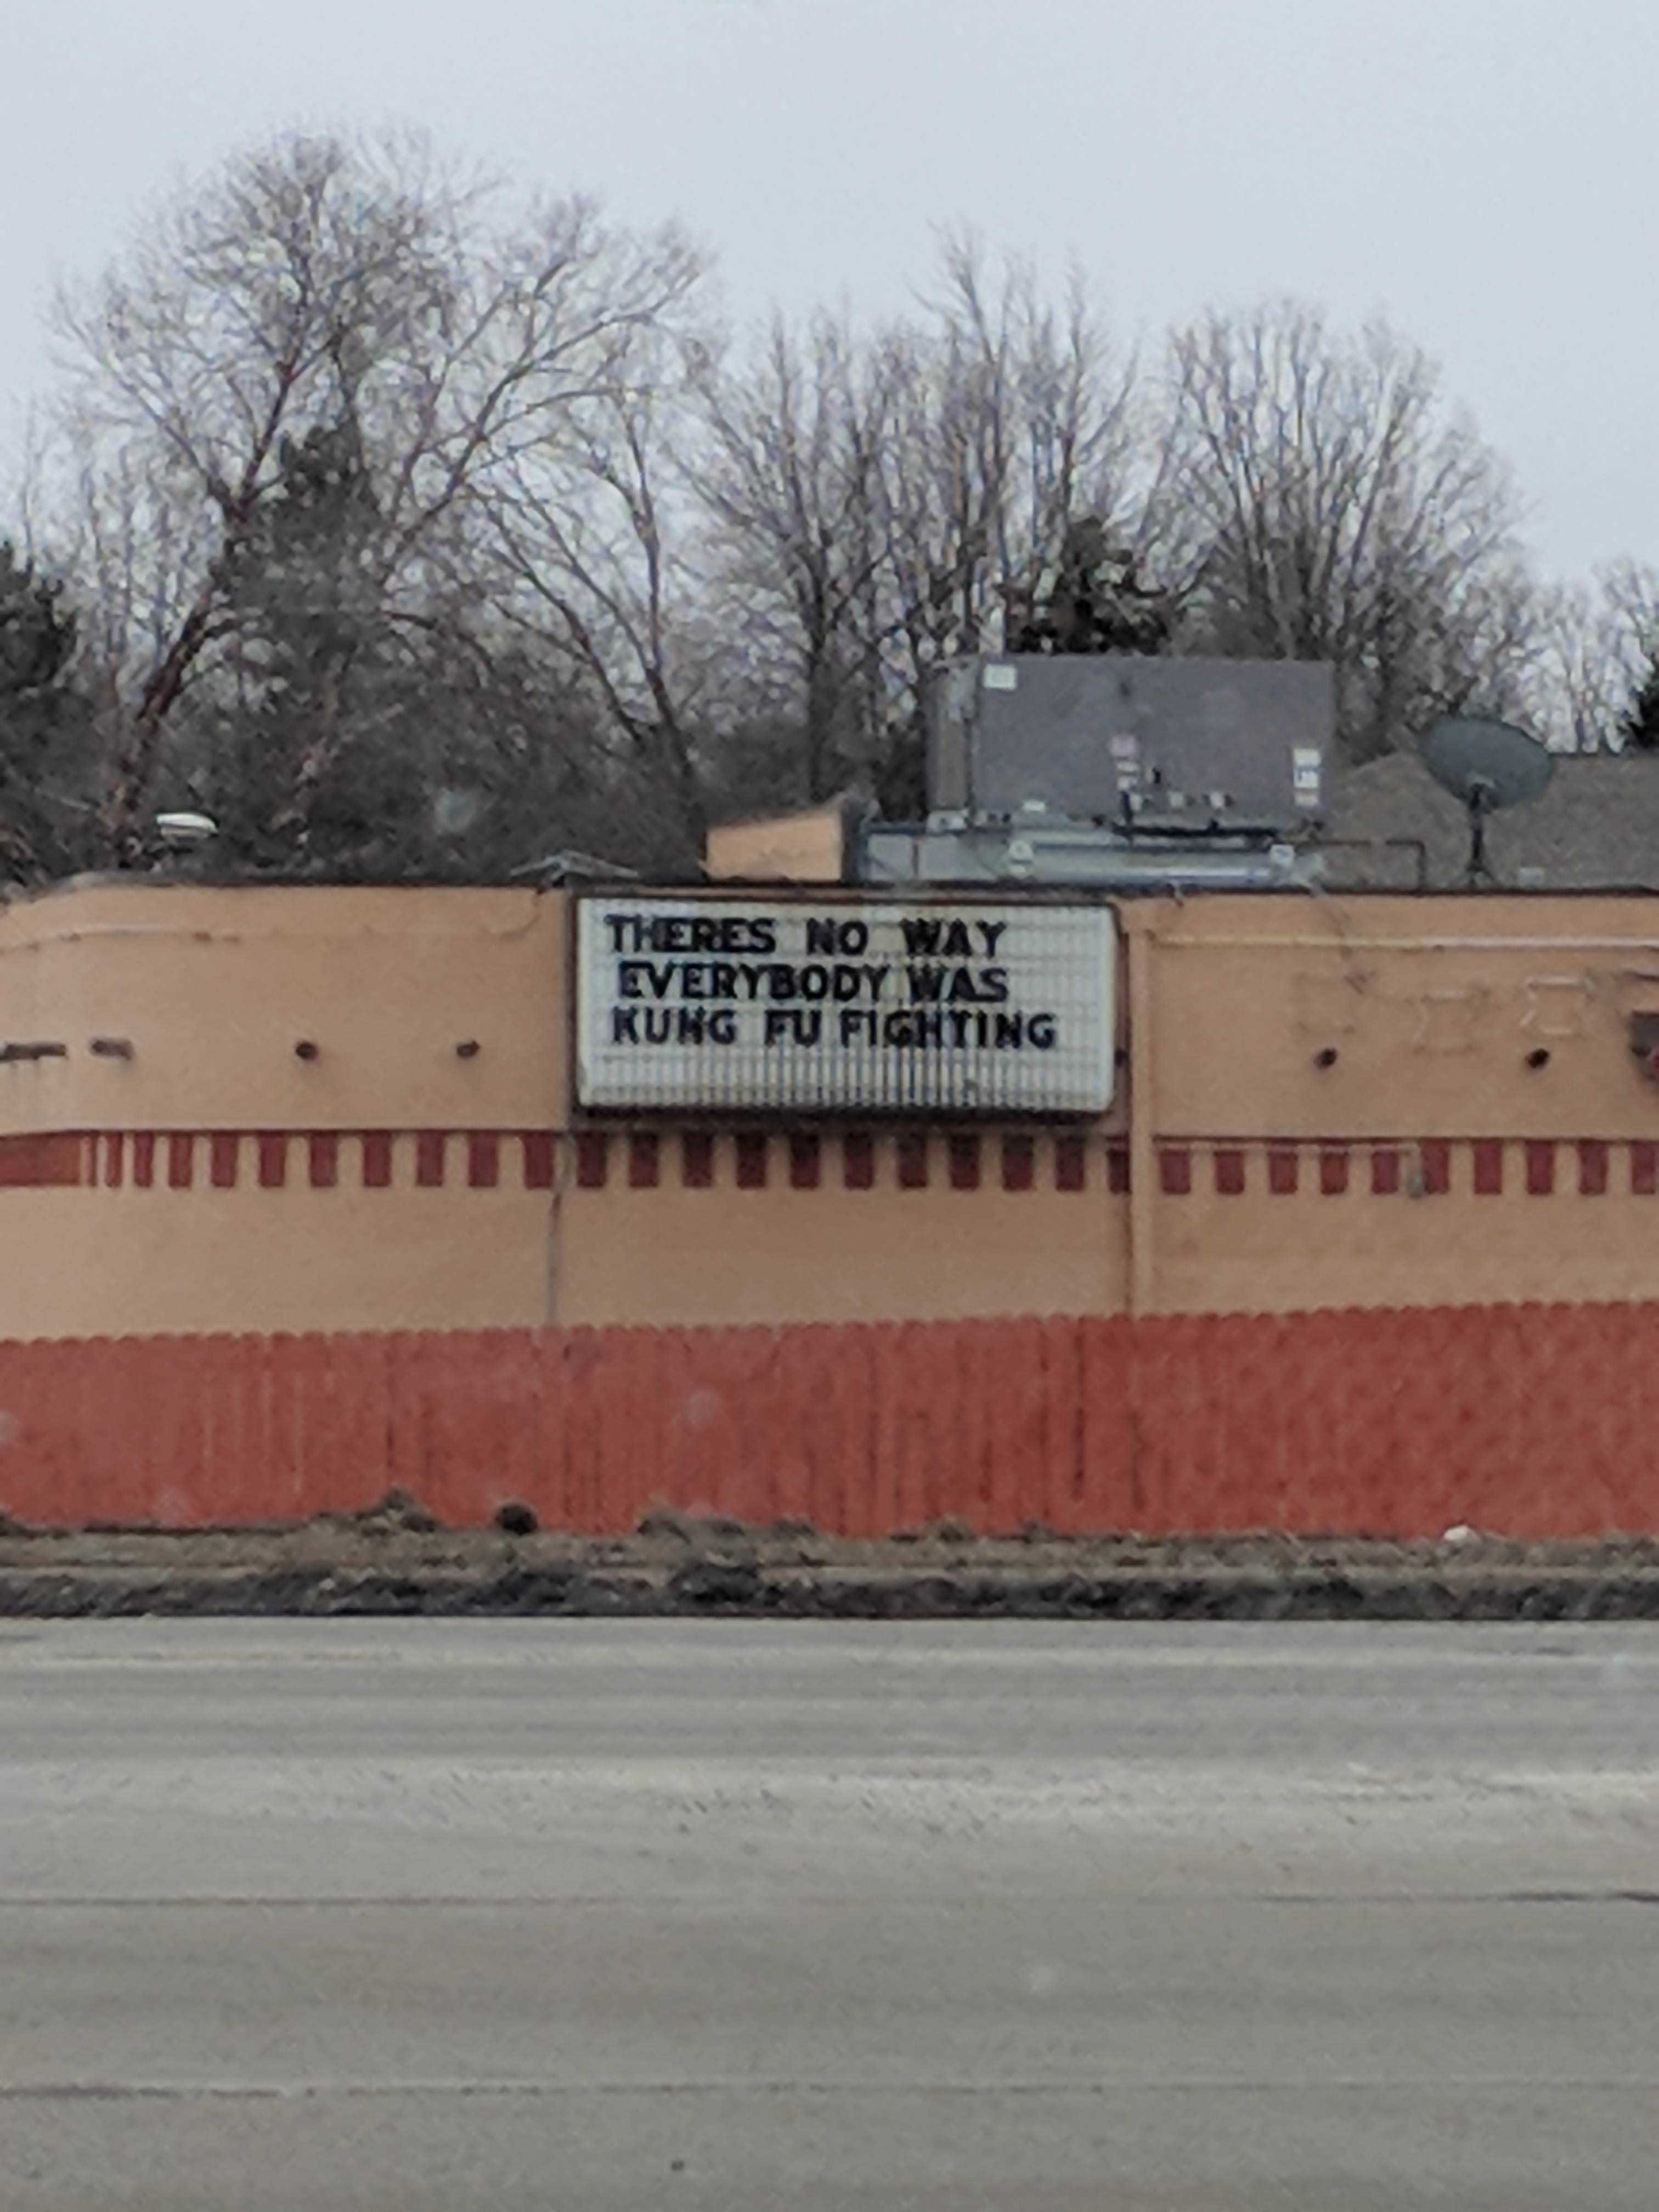 THERES NO WAY
EVERYBODY WAS
KUNG FU FIGHTING